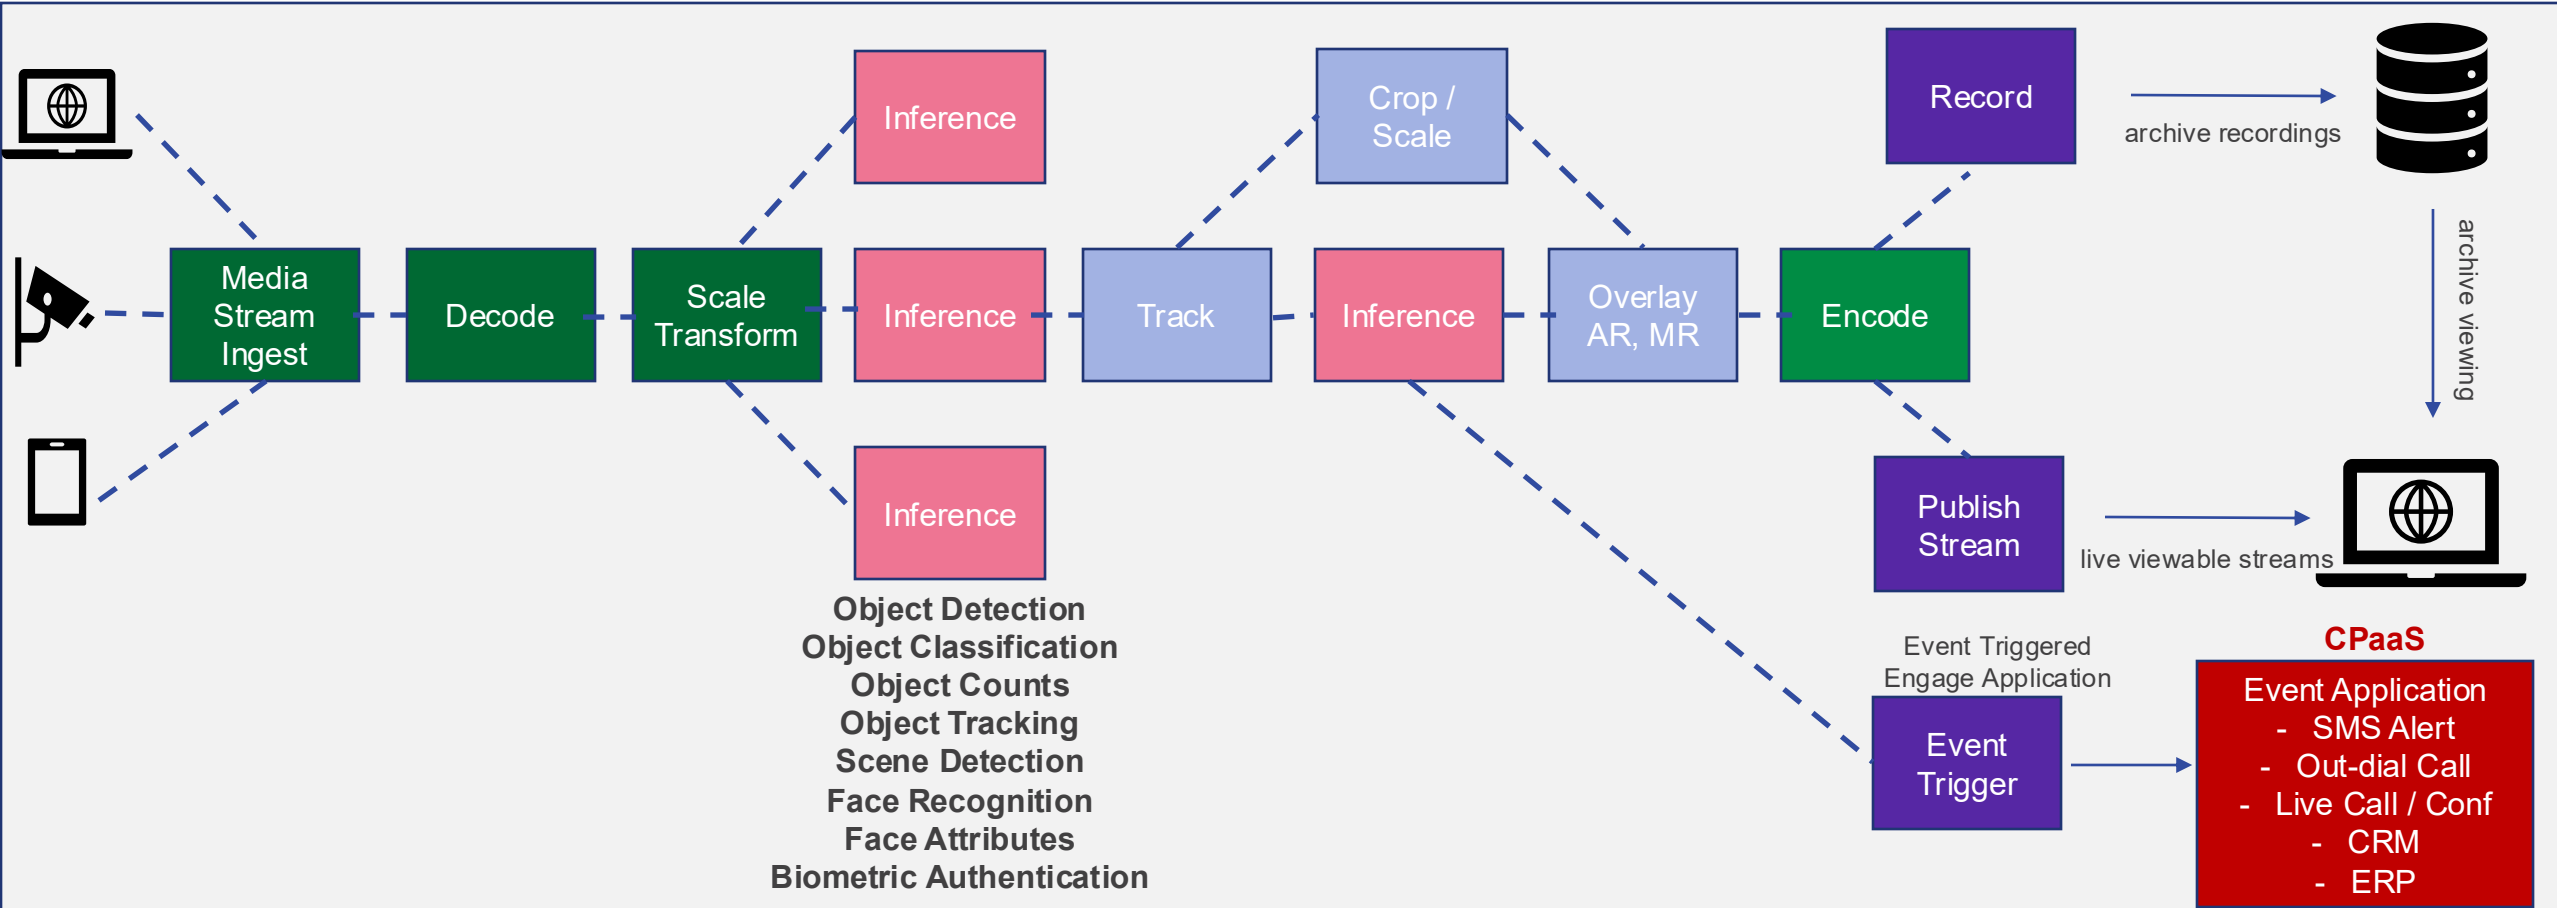 Inference
Crop /
Scale
Record
archive recordings
archive viewing
Media
Stream
Ingest
Decode
Scale
Transform
Inference
Track
Inference
Overlay
AR, MR
Encode
Inference
Publish
Stream
live viewable streams
Object Detection
Object Classification
Object Counts
Object Tracking
Scene Detection
Face Recognition
Face Attributes
Biometric Authentication
Event Triggered
Engage Application
Event
Trigger
CPaaS
Event Application
- SMS Alert
- Out-dial Call
- Live Call / Conf
- CRM
- ERP